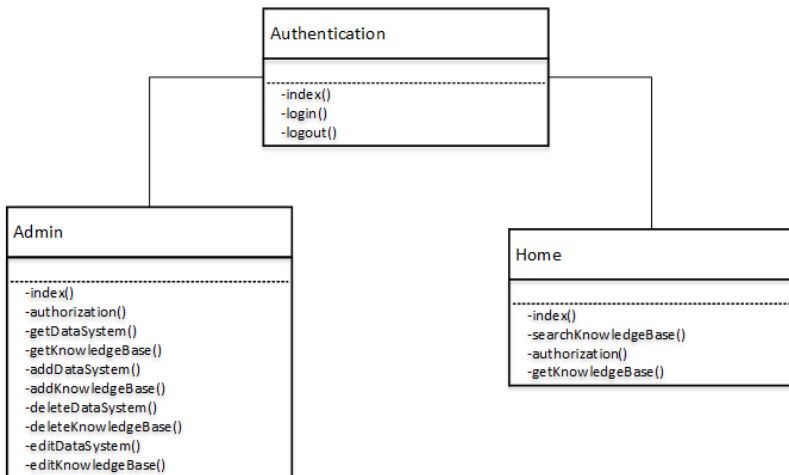 Authentication
-index()
-login()
-logout()
Admin
-index()
-authorization()
-getDataSystem()
-getKnowledgeBase()
-addDataSystem()
-addKnowledgeBase()
-deleteDataSystem()
-deleteKnowledgeBase()
-editDataSystem()
-editKnowledgeBase()
Home
-index()
-searchKnowledgeBase()
-authorization()
-getKnowledgeBase()